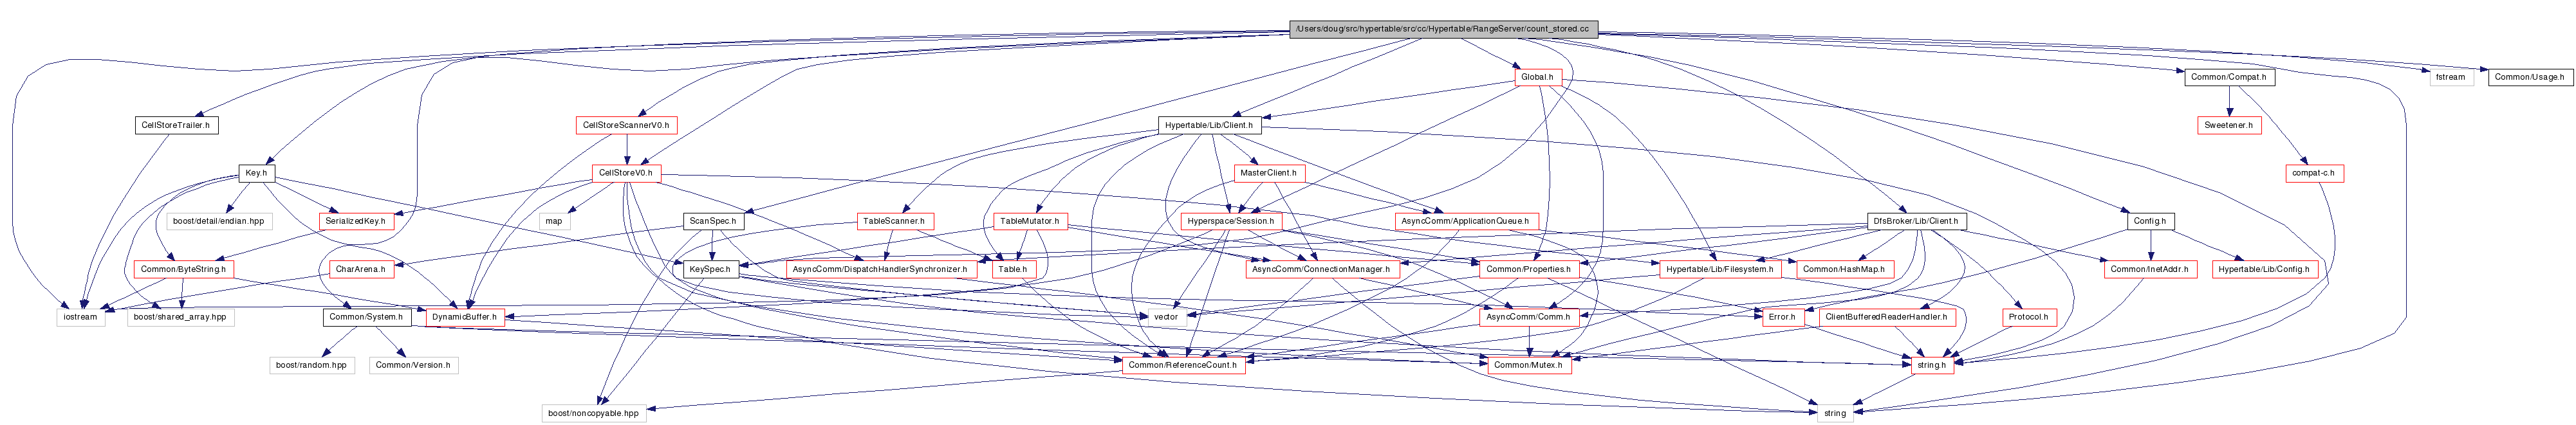 /Users/doug/src/hypertable/src/cc/Hypertable/RangeServer/count_stored.cc
Global.h
Common/Compat.h
fstream
Common/Usage.h
CellStoreTrailer.h
CellStoreScannerV0.h
Hypertable/Lib/Client.h
Sweetener.h
Key.h
CellStoreV0.h
MasterClient.h
compat-c.h
boost/detail/endian.hpp
SerializedKey.h
map
ScanSpec.h
TableScanner.h
TableMutator.h
Hyperspace/Session.h
AsyncComm/ApplicationQueue.h
DfsBroker/Lib/Client.h
Config.h
Common/ByteString.h
CharArena.h
KeySpec.h
AsyncComm/DispatchHandlerSynchronizer.h
Table.h
AsyncComm/ConnectionManager.h
Common/Properties.h
Hypertable/Lib/Filesystem.h
Common/HashMap.h
Common/InetAddr.h
Hypertable/Lib/Config.h
iostream
boost/shared_array.hpp
Common/System.h
DynamicBuffer.h
vector
AsyncComm/Comm.h
Error.h
ClientBufferedReaderHandler.h
Protocol.h
boost/random.hpp
Common/Version.h
Common/ReferenceCount.h
Common/Mutex.h
string.h
boost/noncopyable.hpp
string